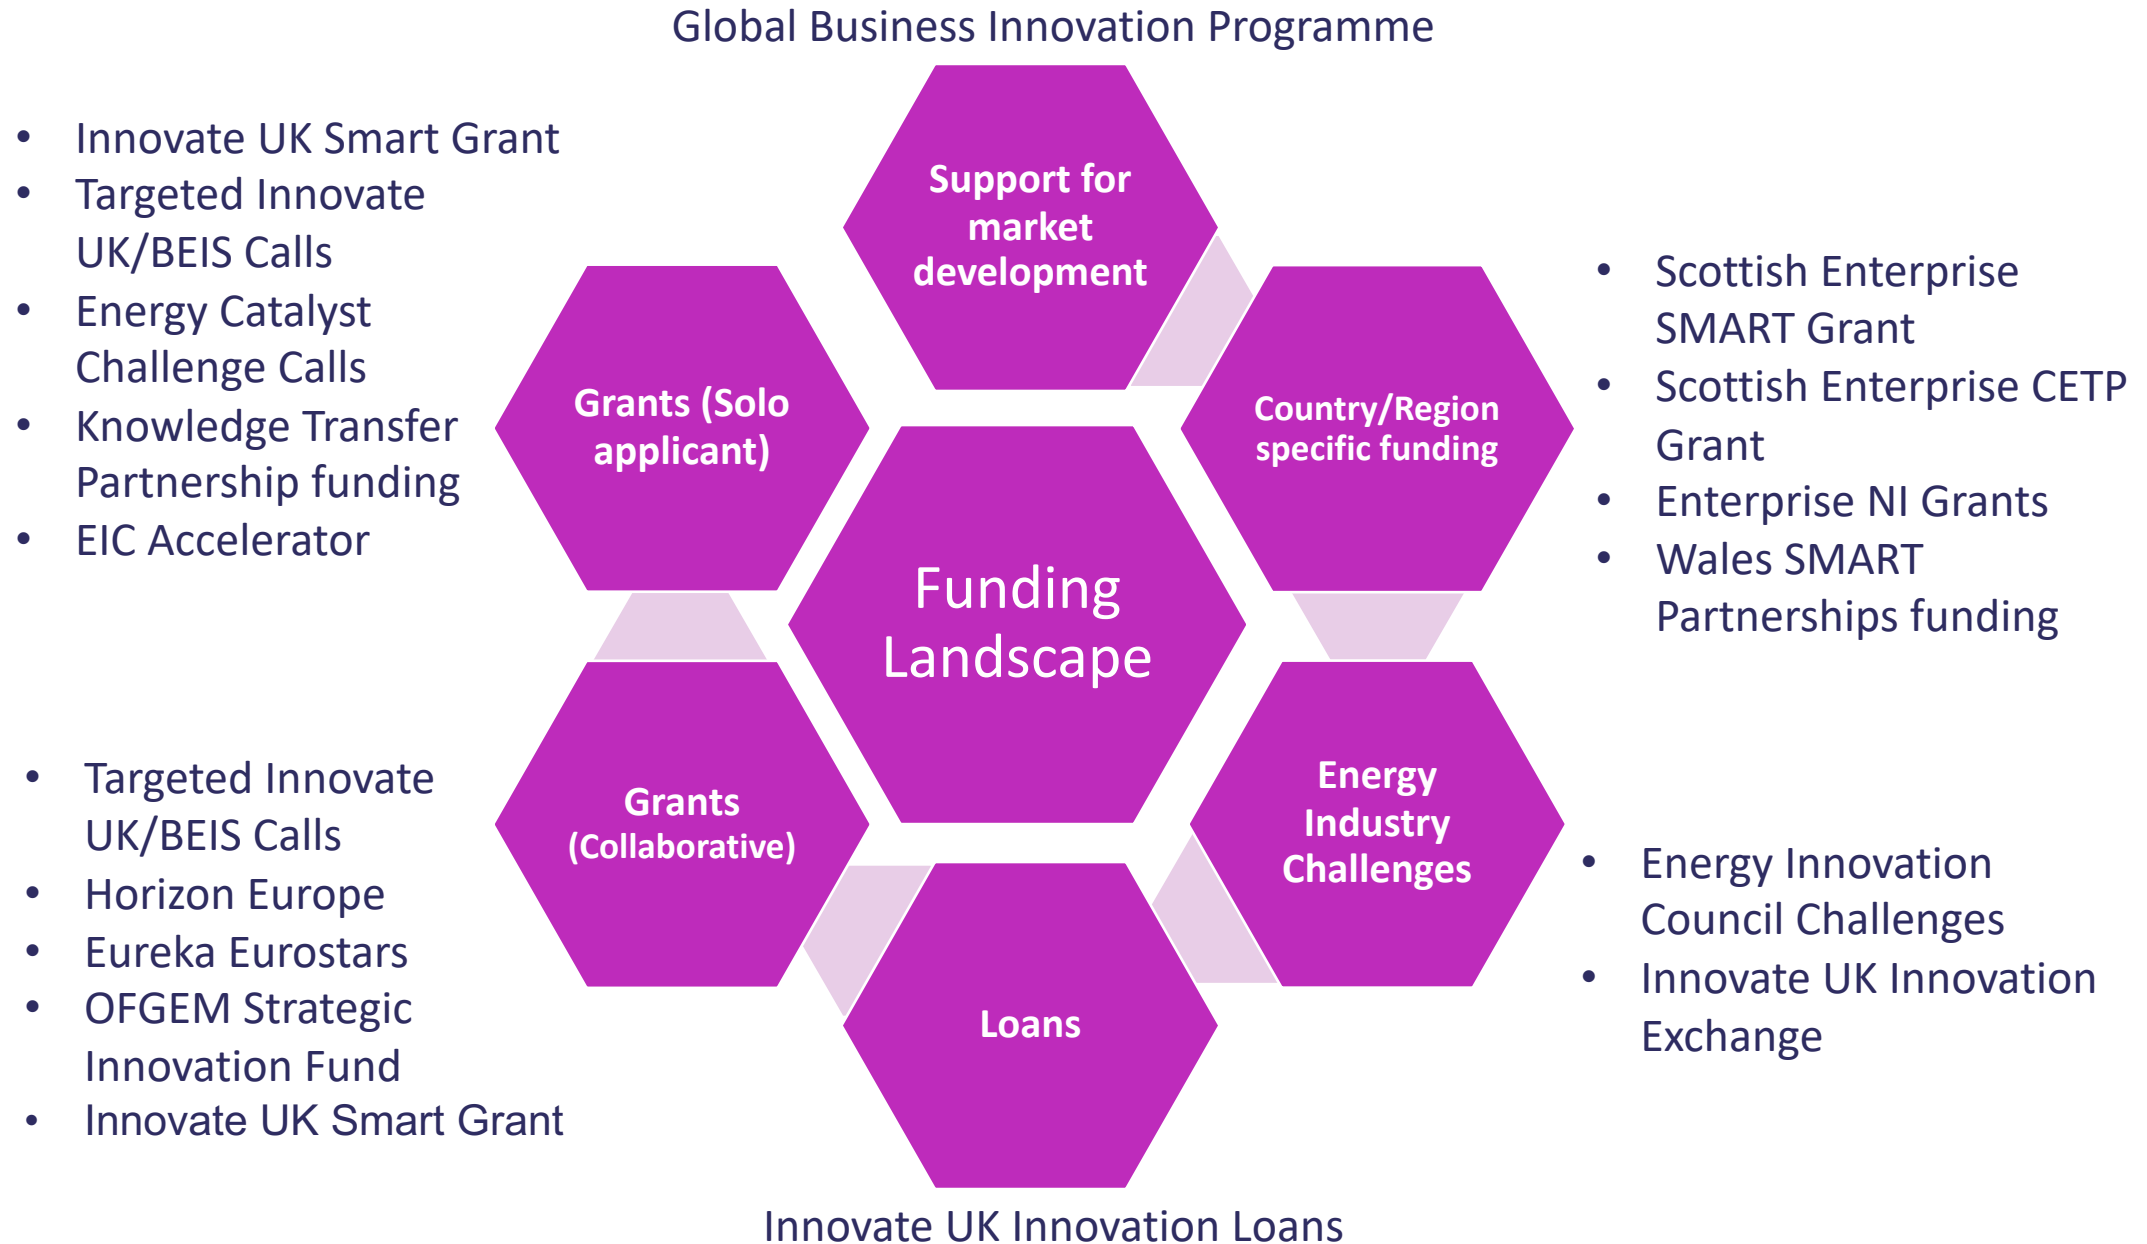 Global Business Innovation Programme
• Innovate UK Smart Grant
• Targeted Innovate
UK/BEIS Calls
• Energy Catalyst
Challenge Calls
• Knowledge Transfer
Partnership funding
• EIC Accelerator
Support for
market
development
Grants (Solo
applicant)
Country/Region
specific funding
• Scottish Enterprise
SMART Grant
• Scottish Enterprise CETP
Grant
• Enterprise NI Grants
• Wales SMART
Partnerships funding
Funding
Landscape
• Targeted Innovate
UK/BEIS Calls
• Horizon Europe
• Eureka Eurostars
• OFGEM Strategic
Innovation Fund
• Innovate UK Smart Grant
Grants
(Collaborative)
Energy
Industry
Challenges
• Energy Innovation
Council Challenges
• Innovate UK Innovation
Exchange
Loans
Innovate UK Innovation Loans